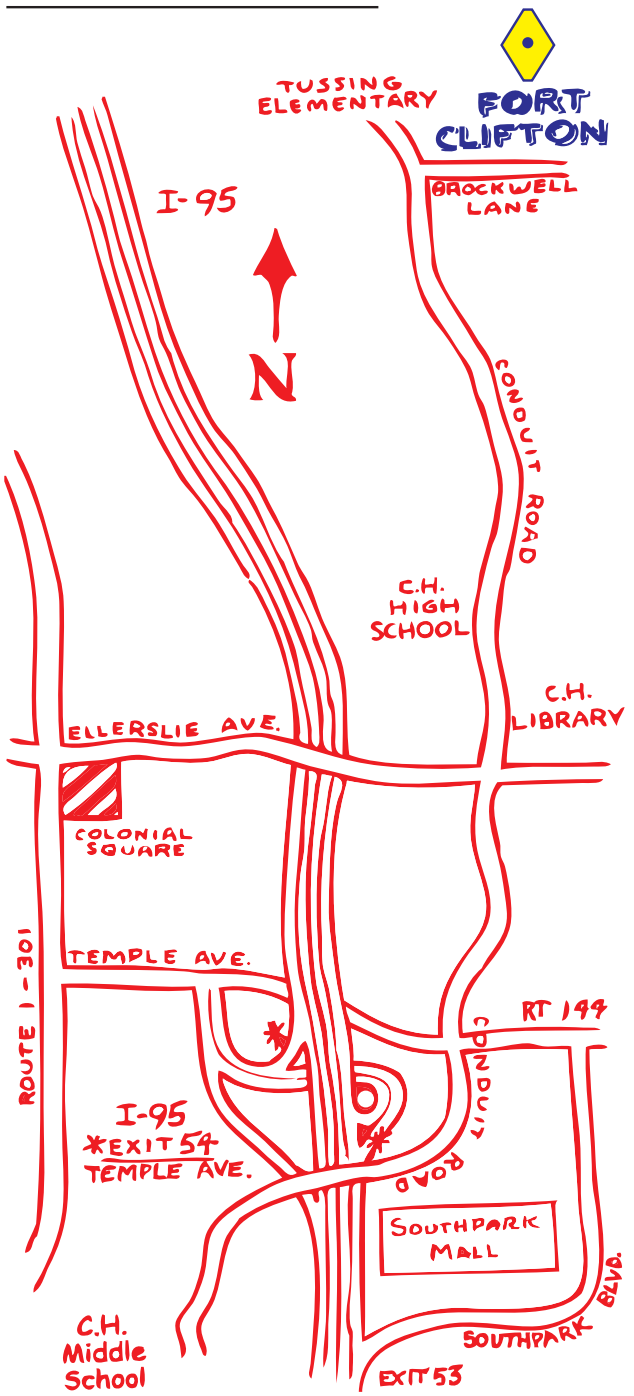 TUSSING
ELEMENTARY
FORT
CLIFTON
BROCKWELL
LANE
I-95
N
CONDUIT ROAD
C.H.
HIGH
SCHOOL
C.H.
LIBRARY
ELLERSLIE AVE.
COLONIAL
SQUARE
TEMPLE AVE.
ROUTE 1-301
RT 144
CONDUIT ROAD
I-95
*EXIT 54
TEMPLE AVE.
SOUTHPARK
MALL
SOUTHPARK BLVD.
C.H.
Middle
School
EXIT 53